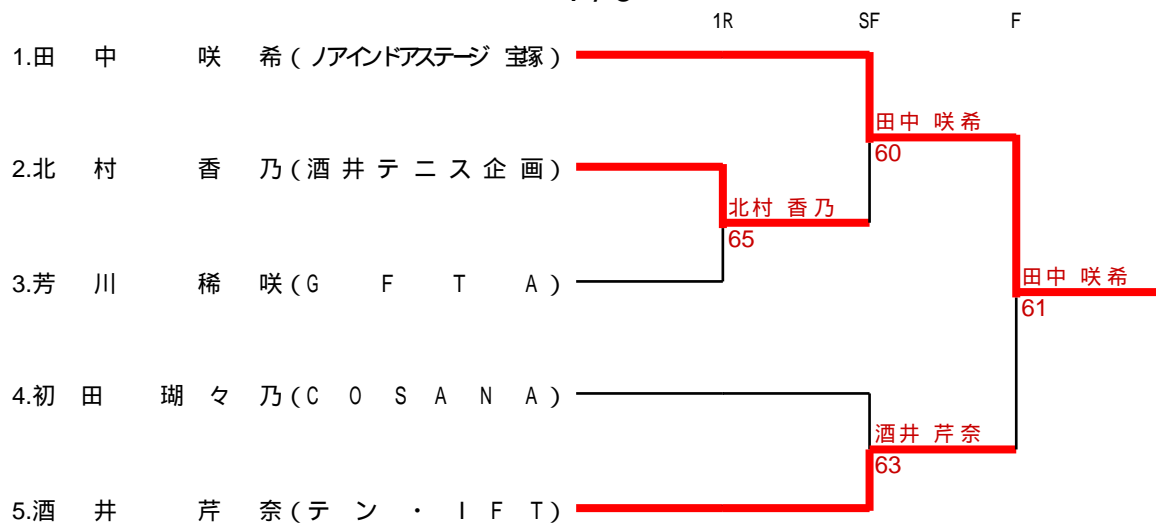 1R SF F
1.田 中 咲 希(ノアインドアステージ 宝塚)
田中 咲希
60
2.北 村 香 乃(酒井テニス企画)
北村 香乃
65
3.芳 川 稀 咲(G F T A)
田中 咲希
61
4.初 田 瑚 々 乃(C O S A N A)
酒井 芹奈
63
5.酒 井 芹 奈(テ ン ・ I F T)